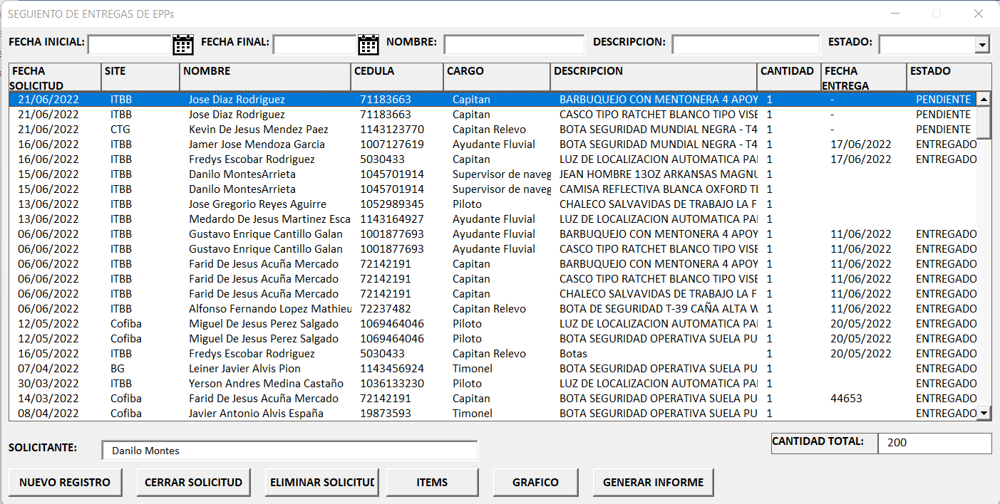 SEGUIENTO DE ENTREGAS DE EPPs
FECHA INICIAL: FECHA FINAL: NOMBRE: DESCRIPCION: ESTADO:
FECHA SOLICITUD SITE NOMBRE CEDULA CARGO DESCRIPCION CANTIDAD FECHA ENTREGA ESTADO
21/06/2022 ITBB Jose Diaz Rodriguez 71183663 Capitan BARBUQUEJO CON MENTONERA 4 APOY 1 - PENDIENTE
21/06/2022 ITBB Jose Diaz Rodriguez 71183663 Capitan CASCO TIPO RATCHET BLANCO TIPO VISE 1 - PENDIENTE
21/06/2022 CTG Kevin De Jesus Mendez Paez 1143123770 Capitan Relevo BOTA SEGURIDAD MUNDIAL NEGRA - T4 1 - PENDIENTE
16/06/2022 ITBB Jamer Jose Mendoza Garcia 1007127619 Ayudante Fluvial BOTA SEGURIDAD MUNDIAL NEGRA - T4 1 17/06/2022 ENTREGADO
16/06/2022 ITBB Fredys Escobar Rodriguez 5030433 Capitan LUZ DE LOCALIZACION AUTOMATICA PAI 1 17/06/2022 ENTREGADO
15/06/2022 ITBB Danilo MontesArrieta 1045701914 Supervisor de naveg JEAN HOMBRE 13OZ ARKANSAS MAGNU 1
15/06/2022 ITBB Danilo MontesArrieta 1045701914 Supervisor de naveg CAMISA REFLECTIVA BLANCA OXFORD TI 1
13/06/2022 ITBB Jose Gregorio Reyes Aguirre 1052989345 Piloto CHALECO SALVAVIDAS DE TRABAJO LA F 1
13/06/2022 ITBB Medardo De Jesus Martinez Esca 1143164927 Ayudante Fluvial LUZ DE LOCALIZACION AUTOMATICA PAI 1
06/06/2022 ITBB Gustavo Enrique Cantillo Galan 1001877693 Ayudante Fluvial BARBUQUEJO CON MENTONERA 4 APOY 1 11/06/2022 ENTREGADO
06/06/2022 ITBB Gustavo Enrique Cantillo Galan 1001877693 Ayudante Fluvial CASCO TIPO RATCHET BLANCO TIPO VISE 1 11/06/2022 ENTREGADO
06/06/2022 ITBB Farid De Jesus Acuña Mercado 72142191 Capitan BARBUQUEJO CON MENTONERA 4 APOY 1 11/06/2022 ENTREGADO
06/06/2022 ITBB Farid De Jesus Acuña Mercado 72142191 Capitan CASCO TIPO RATCHET BLANCO TIPO VISE 1 11/06/2022 ENTREGADO
06/06/2022 ITBB Farid De Jesus Acuña Mercado 72142191 Capitan CHALECO SALVAVIDAS DE TRABAJO LA F 1 11/06/2022 ENTREGADO
06/06/2022 ITBB Alfonso Fernando Lopez Mathieu 72237482 Capitan Relevo BOTA DE SEGURIDAD T-39 CAÑA ALTA W 1 11/06/2022 ENTREGADO
12/05/2022 Cofiba Miguel De Jesus Perez Salgado 1069464046 Piloto LUZ DE LOCALIZACION AUTOMATICA PAI 1 20/05/2022 ENTREGADO
12/05/2022 Cofiba Miguel De Jesus Perez Salgado 1069464046 Piloto BOTA SEGURIDAD OPERATIVA SUELA PU 1 20/05/2022 ENTREGADO
16/05/2022 ITBB Fredys Escobar Rodriguez 5030433 Capitan Relevo Botas 1 20/05/2022 ENTREGADO
07/04/2022 BG Leiner Javier Alvis Pion 1143456924 Timonel BOTA SEGURIDAD OPERATIVA SUELA PU 1 ENTREGADO
30/03/2022 ITBB Yerson Andres Medina Castaño 1036133230 Piloto LUZ DE LOCALIZACION AUTOMATICA PAI 1 ENTREGADO
14/03/2022 Cofiba Farid De Jesus Acuña Mercado 72142191 Capitan BOTA SEGURIDAD OPERATIVA SUELA PU 1 44653 ENTREGADO
08/04/2022 Cofiba Javier Antonio Alvis España 19873593 Timonel BOTA SEGURIDAD OPERATIVA SUELA PU 1 ENTREGADO
SOLICITANTE: Danilo Montes CANTIDAD TOTAL: 200
NUEVO REGISTRO CERRAR SOLICITUD ELIMINAR SOLICITUD ITEMS GRAFICO GENERAR INFORME